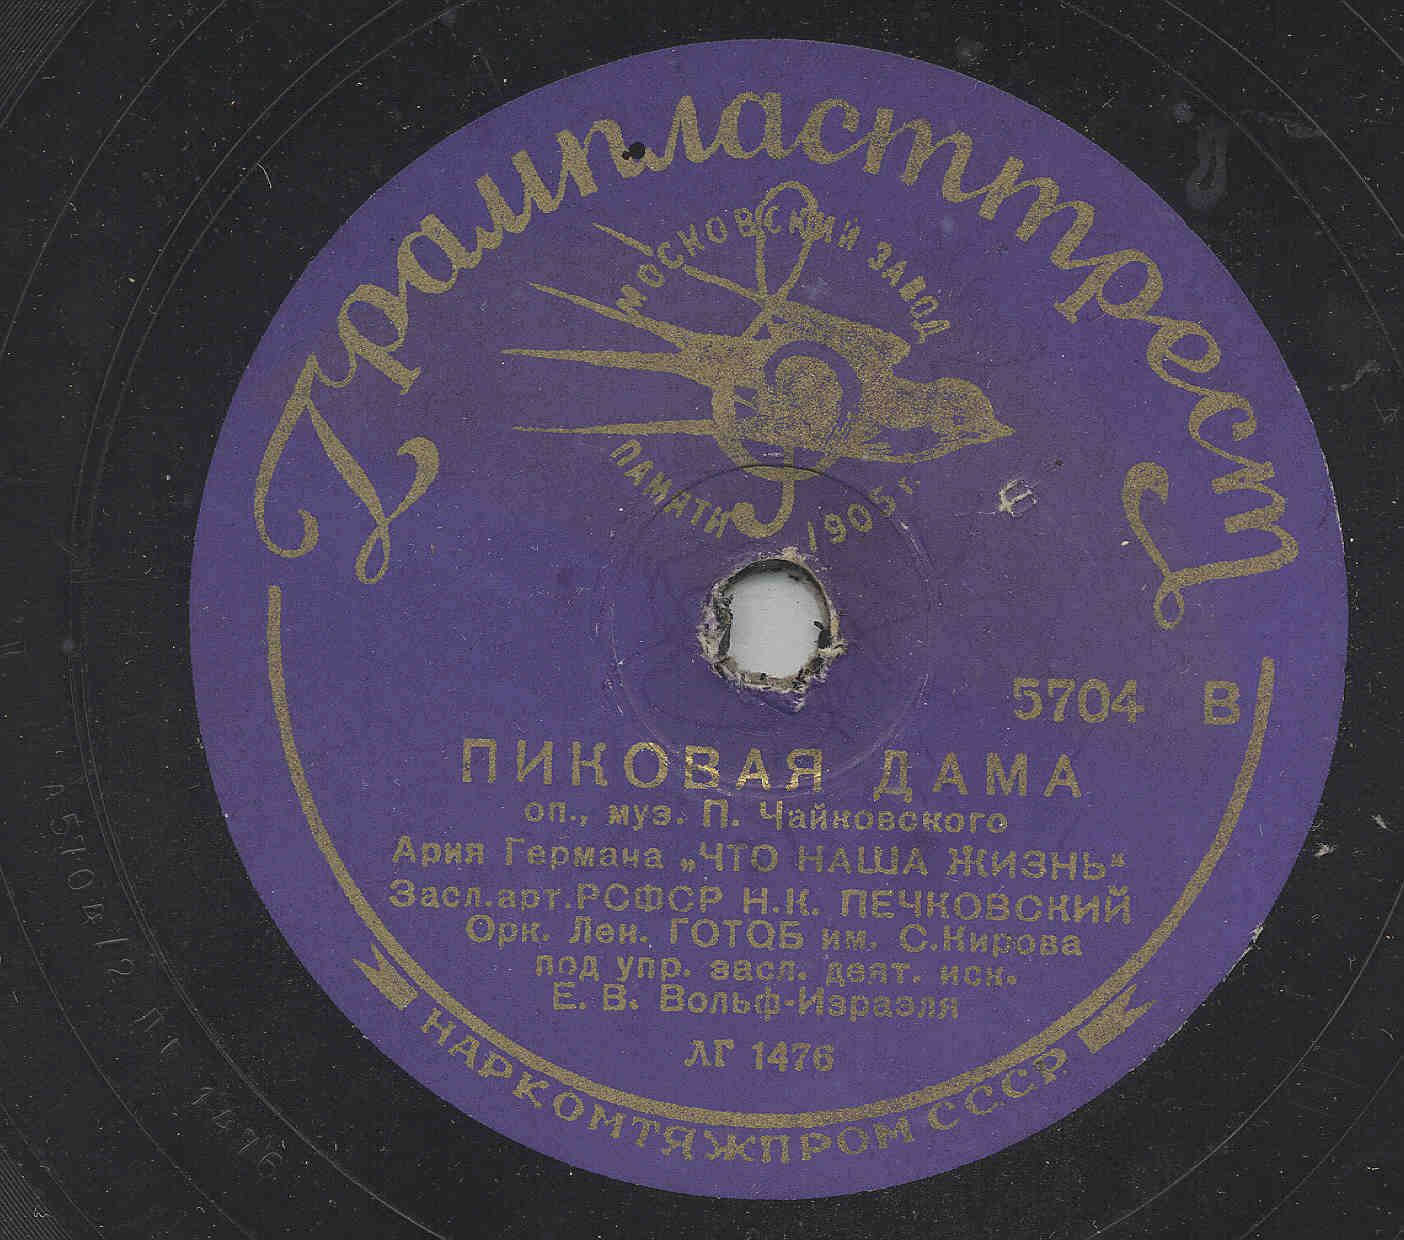 Грампласттрест
МОСКОВСКИЙ ЗАВОД
ПАМЯТИ 1905 г.
5704 В
ПИКОВАЯ ДАМА
оп., муз. П. Чайковского
Ария Германа „ЧТО НАША ЖИЗНЬ“
Засл.арт.РСФСР Н.К. ПЕЧКОВСКИЙ
Орк. Лен. ГОТОБ им. С.Кирова
под упр. засл. деят. иск.
Е. В. Вольф-Израэля
ЛГ 1476
НАРКОМТЯЖПРОМ СССР